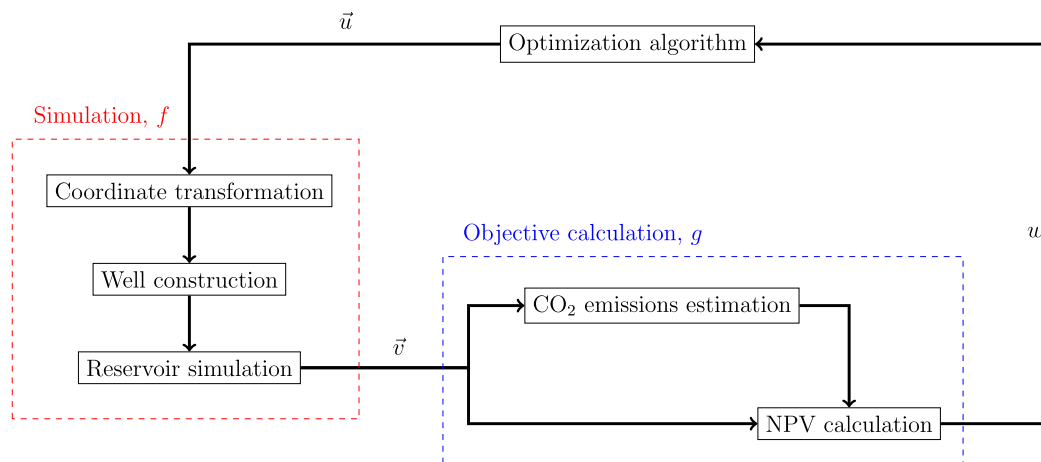 u⃗
Optimization algorithm
Simulation, f
Coordinate transformation
Objective calculation, g
w
Well construction
CO₂ emissions estimation
v⃗
Reservoir simulation
NPV calculation